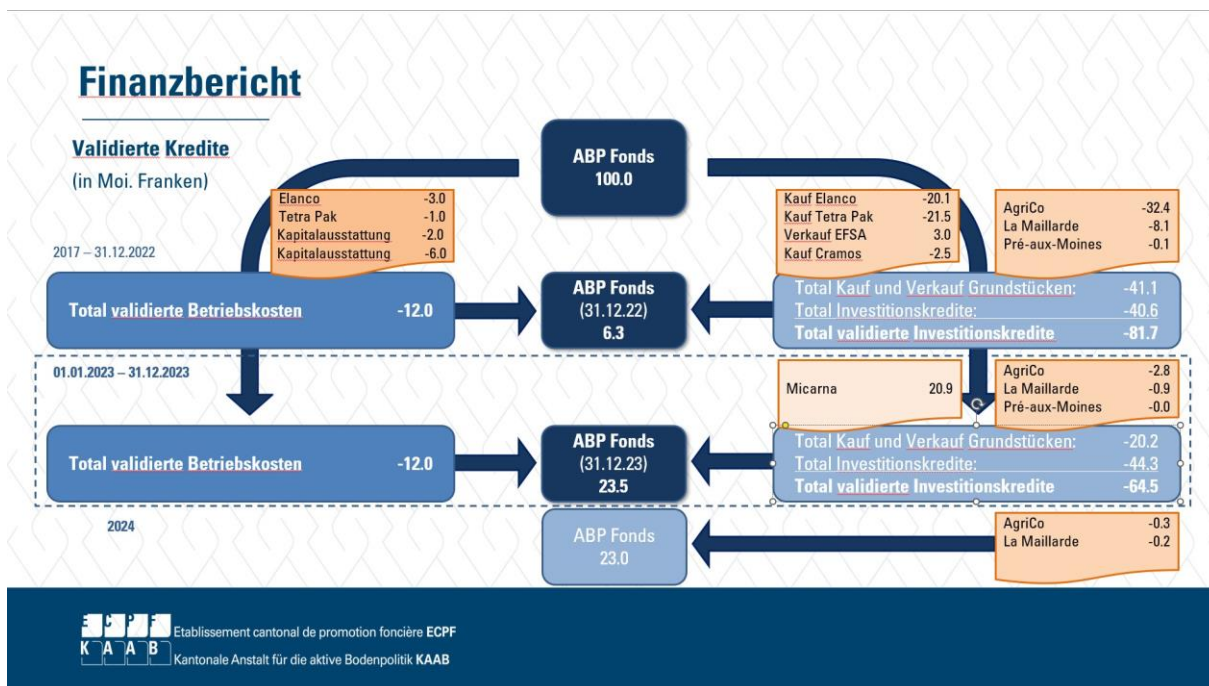 Finanzbericht
Validierte Kredite
(in Moi. Franken)
ABP Fonds
100.0
Elanco -3.0
Tetra Pak -1.0
Kapitalausstattung -2.0
Kapitalausstattung -6.0
Kauf Elanco -20.1
Kauf Tetra Pak -21.5
Verkauf EFSA 3.0
Kauf Cramos -2.5
AgriCo -32.4
La Maillarde -8.1
Pré-aux-Moines -0.1
2017 – 31.12.2022
Total validierte Betriebskosten -12.0
ABP Fonds
(31.12.22)
6.3
Total Kauf und Verkauf Grundstücken: -41.1
Total Investitionskredite: -40.6
Total validierte Investitionskredite -81.7
01.01.2023 – 31.12.2023
Micarna 20.9
AgriCo -2.8
La Maillarde -0.9
Pré-aux-Moines -0.0
Total validierte Betriebskosten -12.0
ABP Fonds
(31.12.23)
23.5
Total Kauf und Verkauf Grundstücken: -20.2
Total Investitionskredite: -44.3
Total validierte Investitionskredite -64.5
2024
ABP Fonds
23.0
AgriCo -0.3
La Maillarde -0.2
E C P F
Etablissement cantonal de promotion foncière ECPF
K A A B
Kantonale Anstalt für die aktive Bodenpolitik KAAB